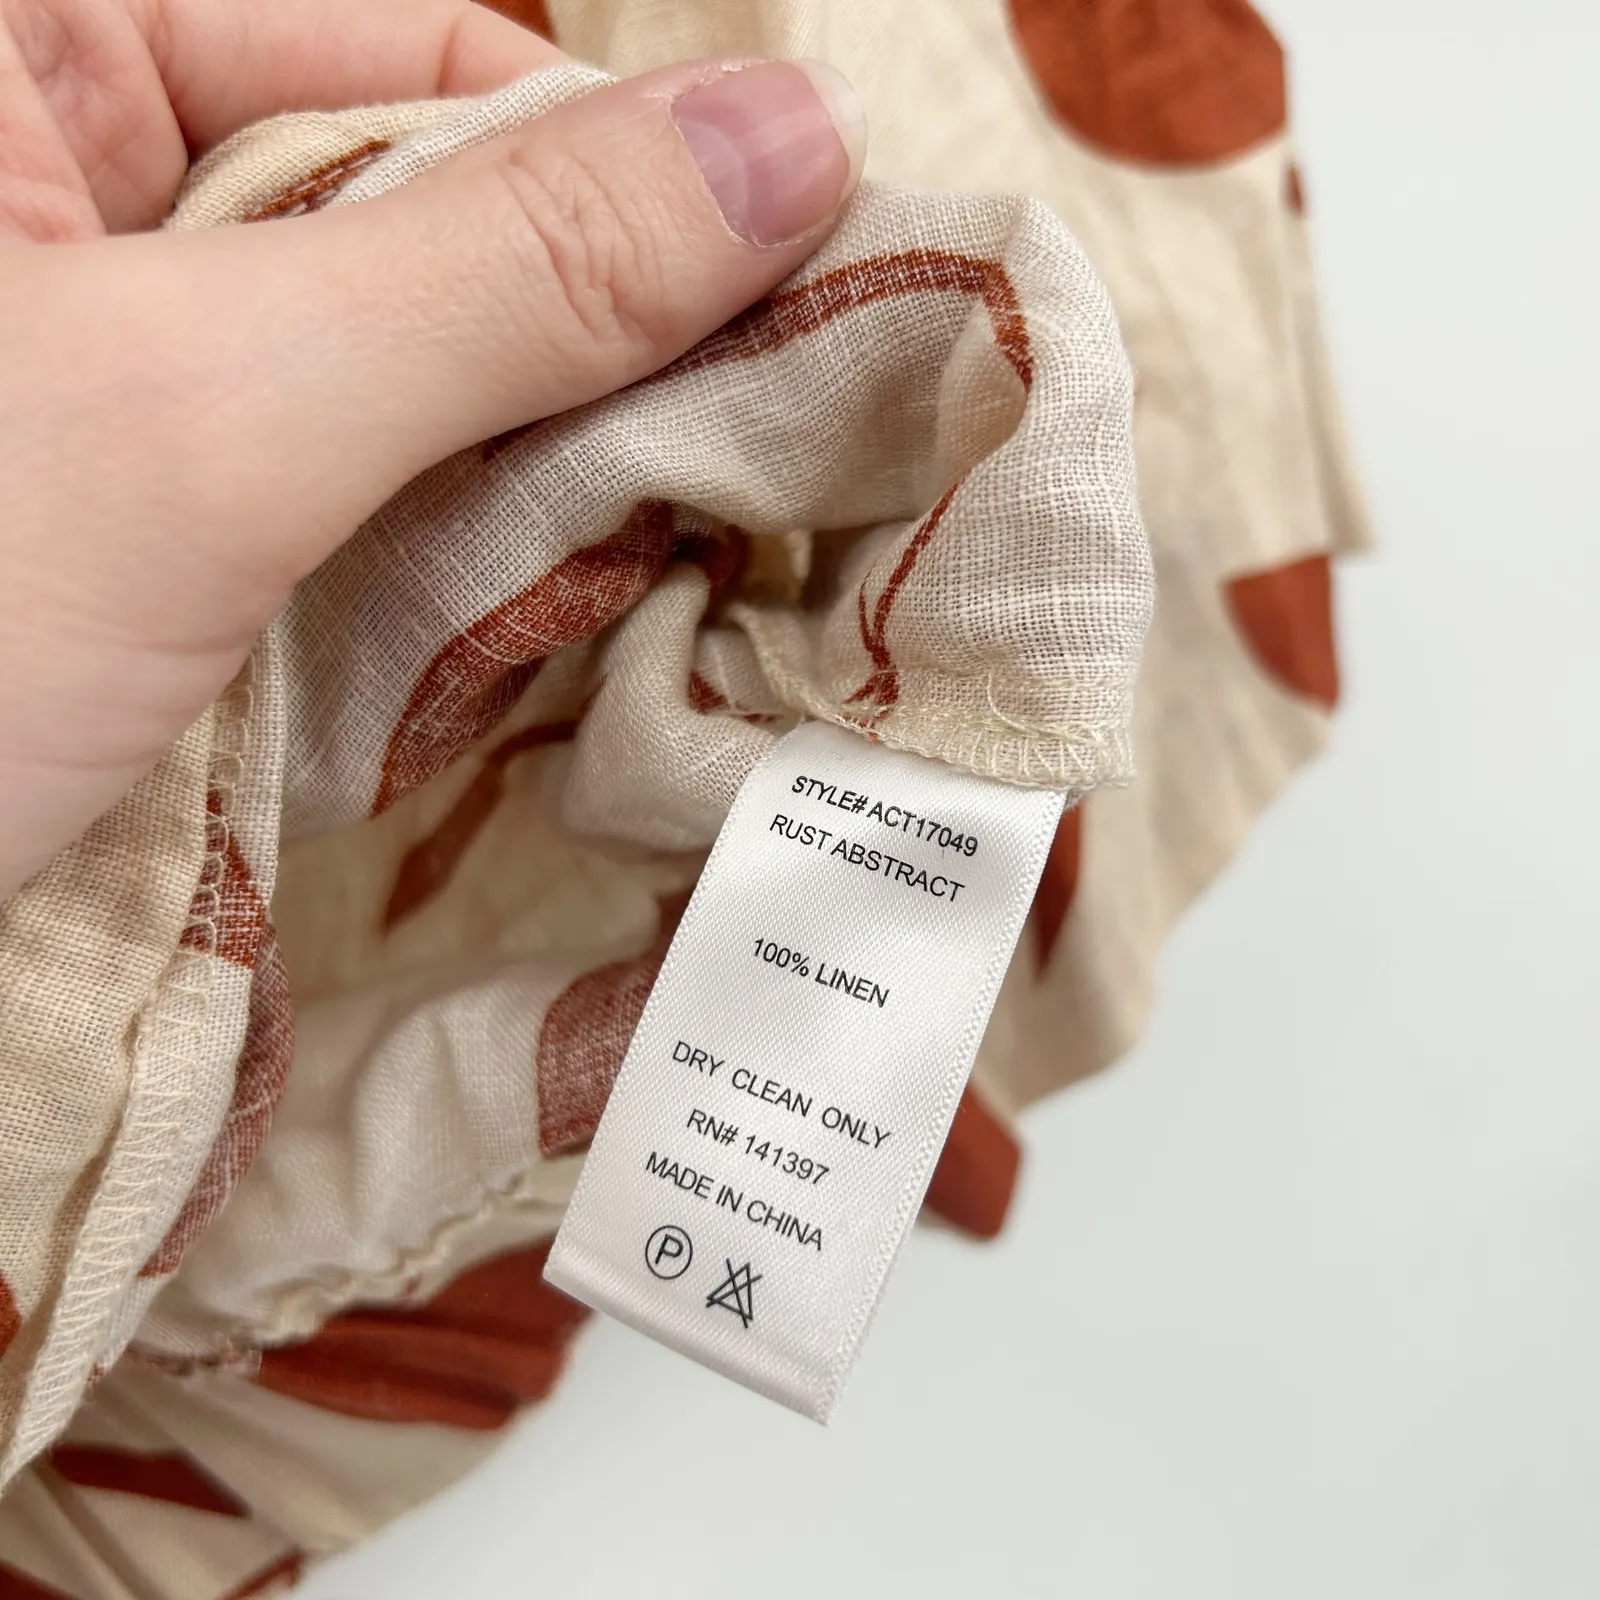 STYLE# ACT17049
RUST ABSTRACT
100% LINEN
DRY CLEAN ONLY
RN# 141397
MADE IN CHINA
P